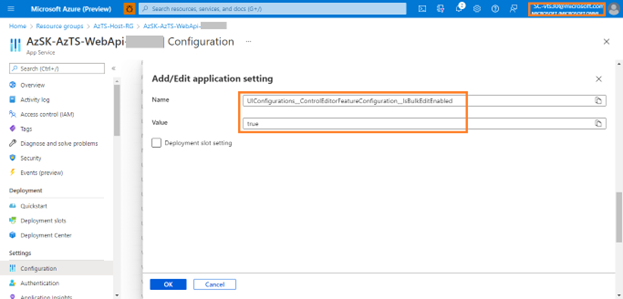 Microsoft Azure (Preview)
Search resources, services, and docs (G+/)
Home > Resource groups > AzTS-Host-RG > AzSK-AzTS-WebApi-
AzSK-AzTS-WebApi- Configuration ...
App Service
Search (Ctrl+/)
Overview
Activity log
Access control (IAM)
Tags
Diagnose and solve problems
Security
Events (preview)
Deployment
Quickstart
Deployment slots
Deployment Center
Settings
Configuration
Authentication
Application Insights
Add/Edit application setting
Name
UIConfigurations__ControlEditorFeatureConfiguration__IsBulkEditEnabled
Value
true
Deployment slot setting
OK
Cancel